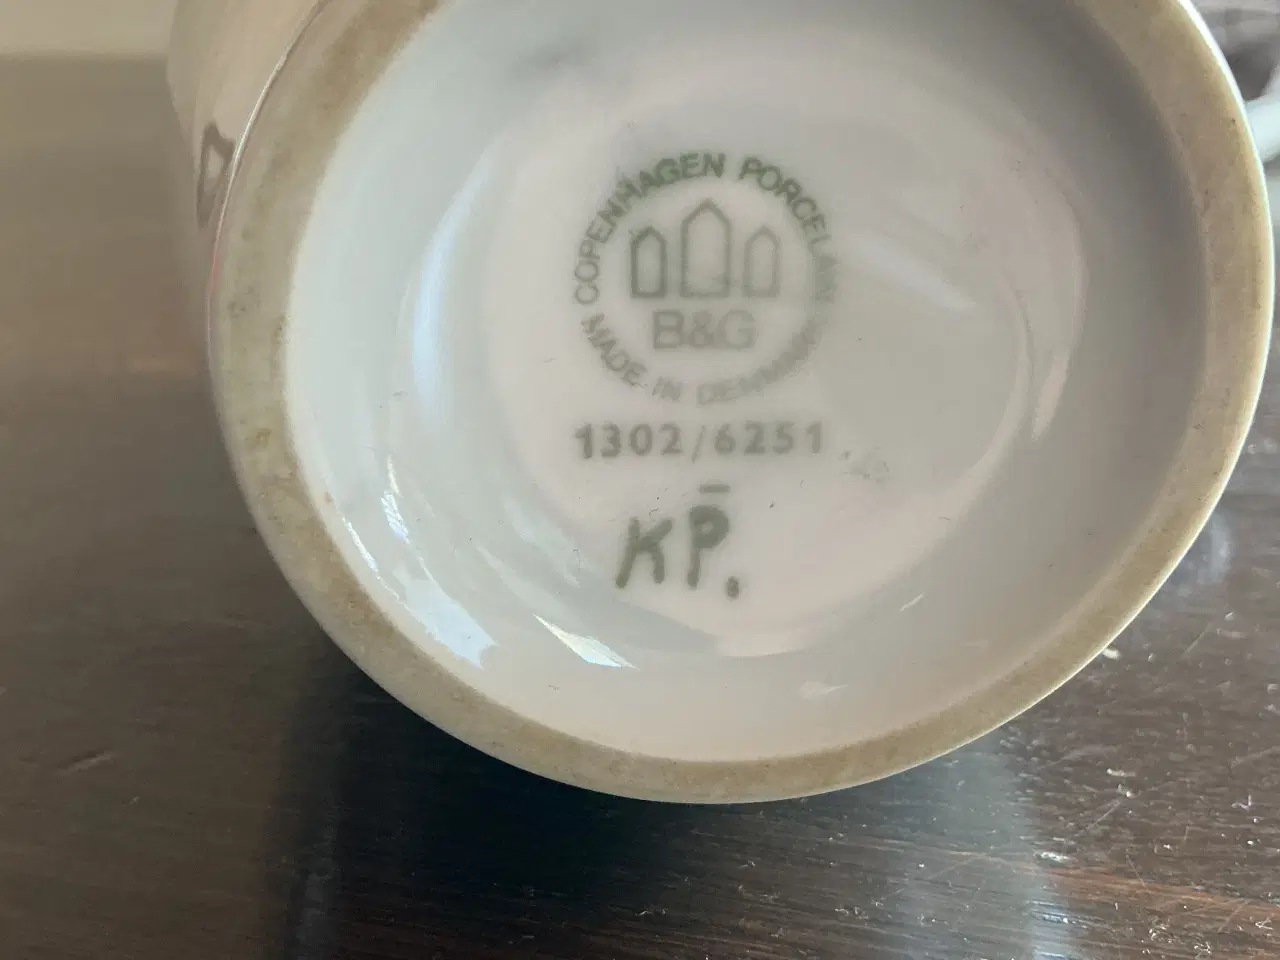 COPENHAGEN PORCELAIN
B&G
MADE IN DENMARK
1302/6251
KP̄.